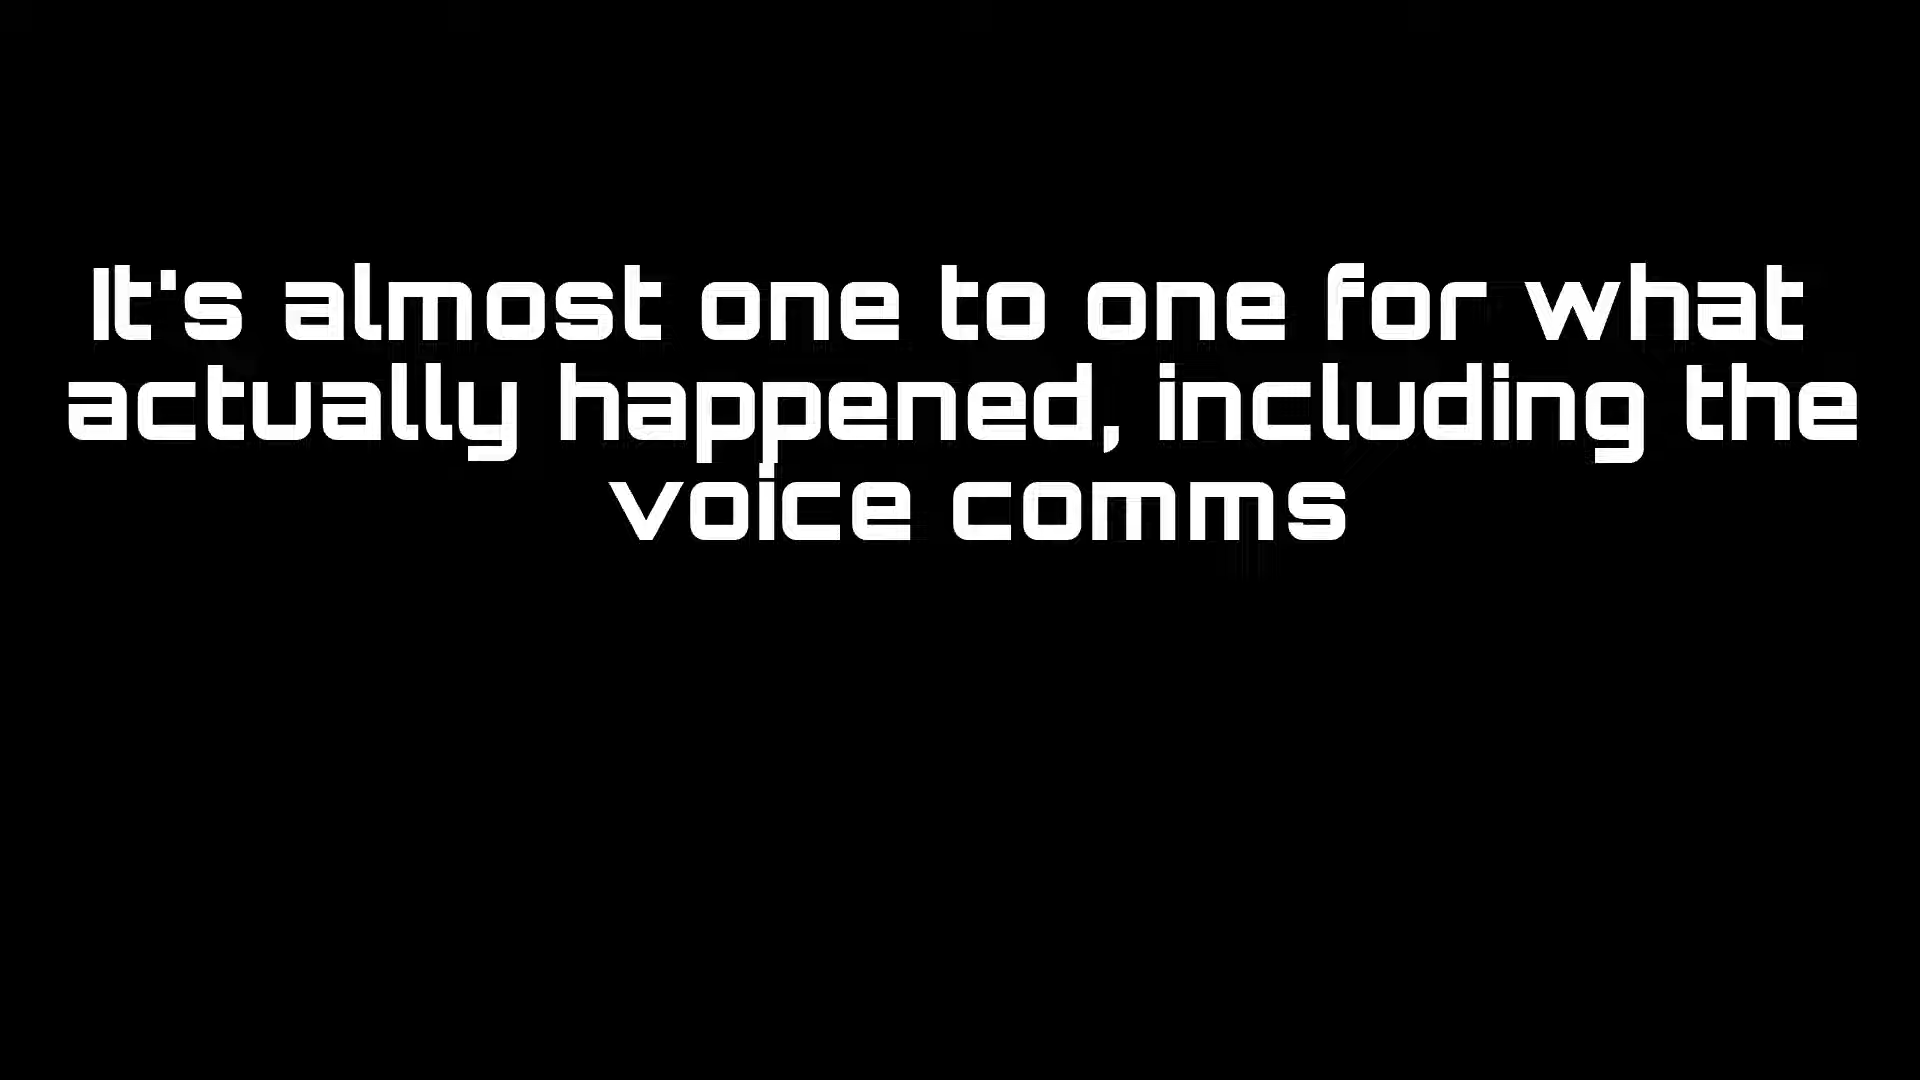 It's almost one to one for what
actually happened, including the
voice comms